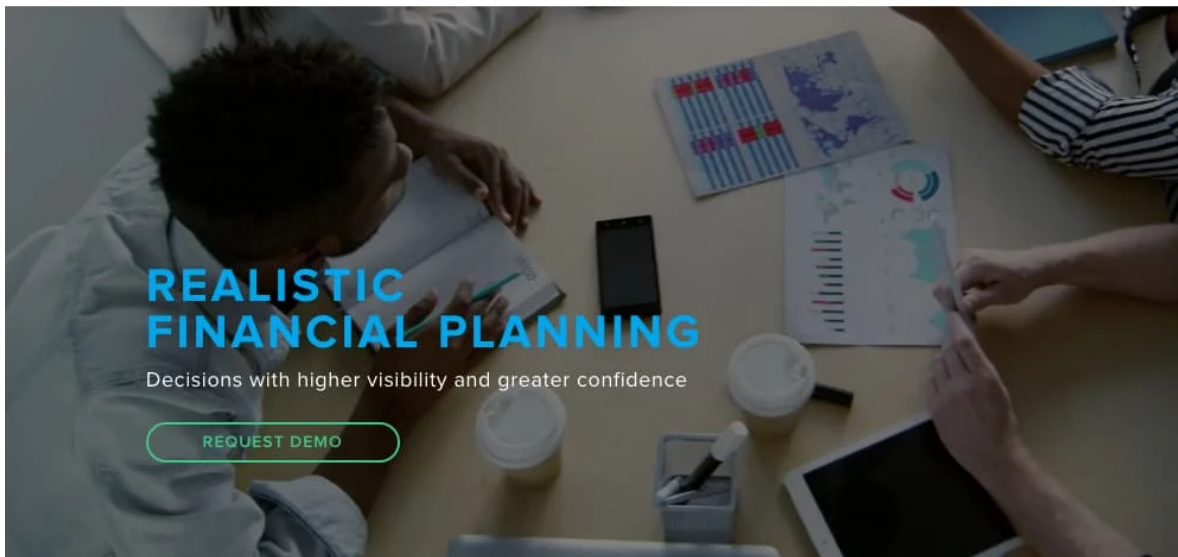 REALISTIC
FINANCIAL PLANNING
Decisions with higher visibility and greater confidence
REQUEST DEMO